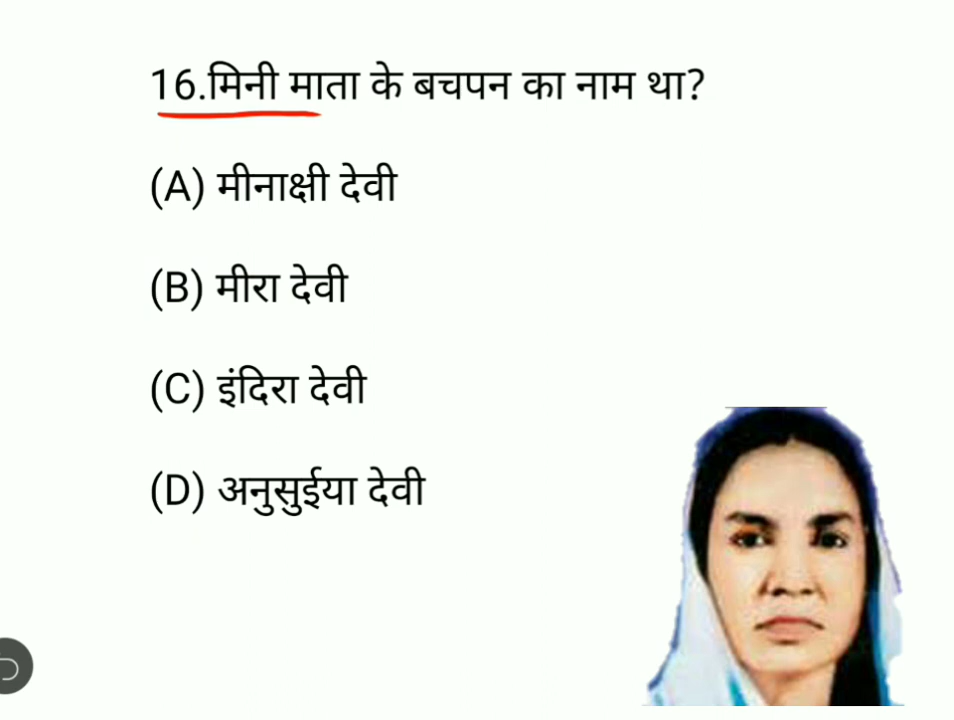 16.मिनी माता के बचपन का नाम था?
(A) मीनाक्षी देवी
(B) मीरा देवी
(C) इंदिरा देवी
(D) अनुसुईया देवी